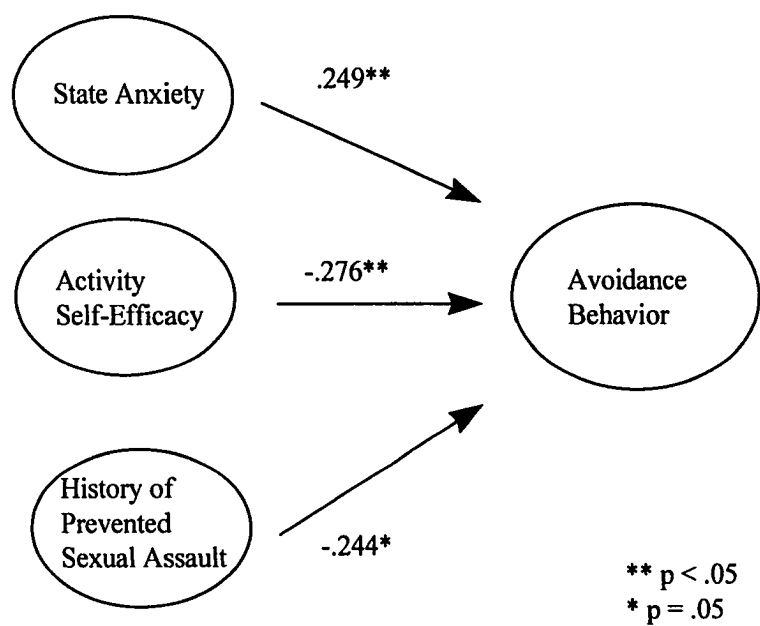 State Anxiety
.249**
Activity
Self-Efficacy
-.276**
Avoidance
Behavior
History of
Prevented
Sexual Assault
-.244*
** p < .05
* p = .05